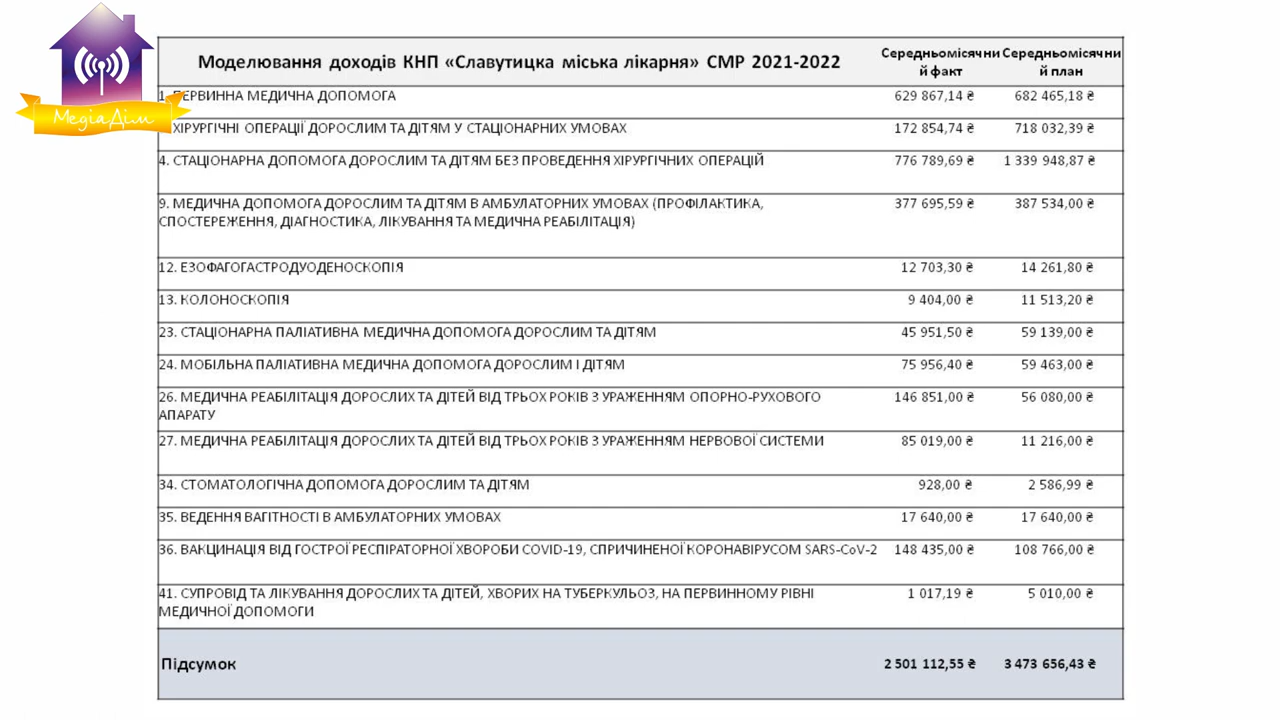 МедіаДім
Моделювання доходів КНП «Славутицка міська лікарня» СМР 2021-2022
Середньомісячни
й факт
Середньомісячни
й план
1. ПЕРВИННА МЕДИЧНА ДОПОМОГА 629 867,14 ₴ 682 465,18 ₴
ХІРУРГІЧНІ ОПЕРАЦІЇ ДОРОСЛИМ ТА ДІТЯМ У СТАЦІОНАРНИХ УМОВАХ 172 854,74 ₴ 718 032,39 ₴
4. СТАЦІОНАРНА ДОПОМОГА ДОРОСЛИМ ТА ДІТЯМ БЕЗ ПРОВЕДЕННЯ ХІРУРГІЧНИХ ОПЕРАЦІЙ 776 789,69 ₴ 1 339 948,87 ₴
9. МЕДИЧНА ДОПОМОГА ДОРОСЛИМ ТА ДІТЯМ В АМБУЛАТОРНИХ УМОВАХ (ПРОФІЛАКТИКА, 377 695,59 ₴ 387 534,00 ₴
СПОСТЕРЕЖЕННЯ, ДІАГНОСТИКА, ЛІКУВАННЯ ТА МЕДИЧНА РЕАБІЛІТАЦІЯ)
12. ЕЗОФАГОГАСТРОДУОДЕНОСКОПІЯ 12 703,30 ₴ 14 261,80 ₴
13. КОЛОНОСКОПІЯ 9 404,00 ₴ 11 513,20 ₴
23. СТАЦІОНАРНА ПАЛІАТИВНА МЕДИЧНА ДОПОМОГА ДОРОСЛИМ ТА ДІТЯМ 45 951,50 ₴ 59 139,00 ₴
24. МОБІЛЬНА ПАЛІАТИВНА МЕДИЧНА ДОПОМОГА ДОРОСЛИМ І ДІТЯМ 75 956,40 ₴ 59 463,00 ₴
26. МЕДИЧНА РЕАБІЛІТАЦІЯ ДОРОСЛИХ ТА ДІТЕЙ ВІД ТРЬОХ РОКІВ З УРАЖЕННЯМ ОПОРНО-РУХОВОГО 146 851,00 ₴ 56 080,00 ₴
АПАРАТУ
27. МЕДИЧНА РЕАБІЛІТАЦІЯ ДОРОСЛИХ ТА ДІТЕЙ ВІД ТРЬОХ РОКІВ З УРАЖЕННЯМ НЕРВОВОЇ СИСТЕМИ 85 019,00 ₴ 11 216,00 ₴
34. СТОМАТОЛОГІЧНА ДОПОМОГА ДОРОСЛИМ ТА ДІТЯМ 928,00 ₴ 2 586,99 ₴
35. ВЕДЕННЯ ВАГІТНОСТІ В АМБУЛАТОРНИХ УМОВАХ 17 640,00 ₴ 17 640,00 ₴
36. ВАКЦИНАЦІЯ ВІД ГОСТРОЇ РЕСПІРАТОРНОЇ ХВОРОБИ COVID-19, СПРИЧИНЕНОЇ КОРОНАВІРУСОМ SARS-CoV-2 148 435,00 ₴ 108 766,00 ₴
41. СУПРОВІД ТА ЛІКУВАННЯ ДОРОСЛИХ ТА ДІТЕЙ, ХВОРИХ НА ТУБЕРКУЛЬОЗ, НА ПЕРВИННОМУ РІВНІ 1 017,19 ₴ 5 010,00 ₴
МЕДИЧНОЇ ДОПОМОГИ
Підсумок 2 501 112,55 ₴ 3 473 656,43 ₴